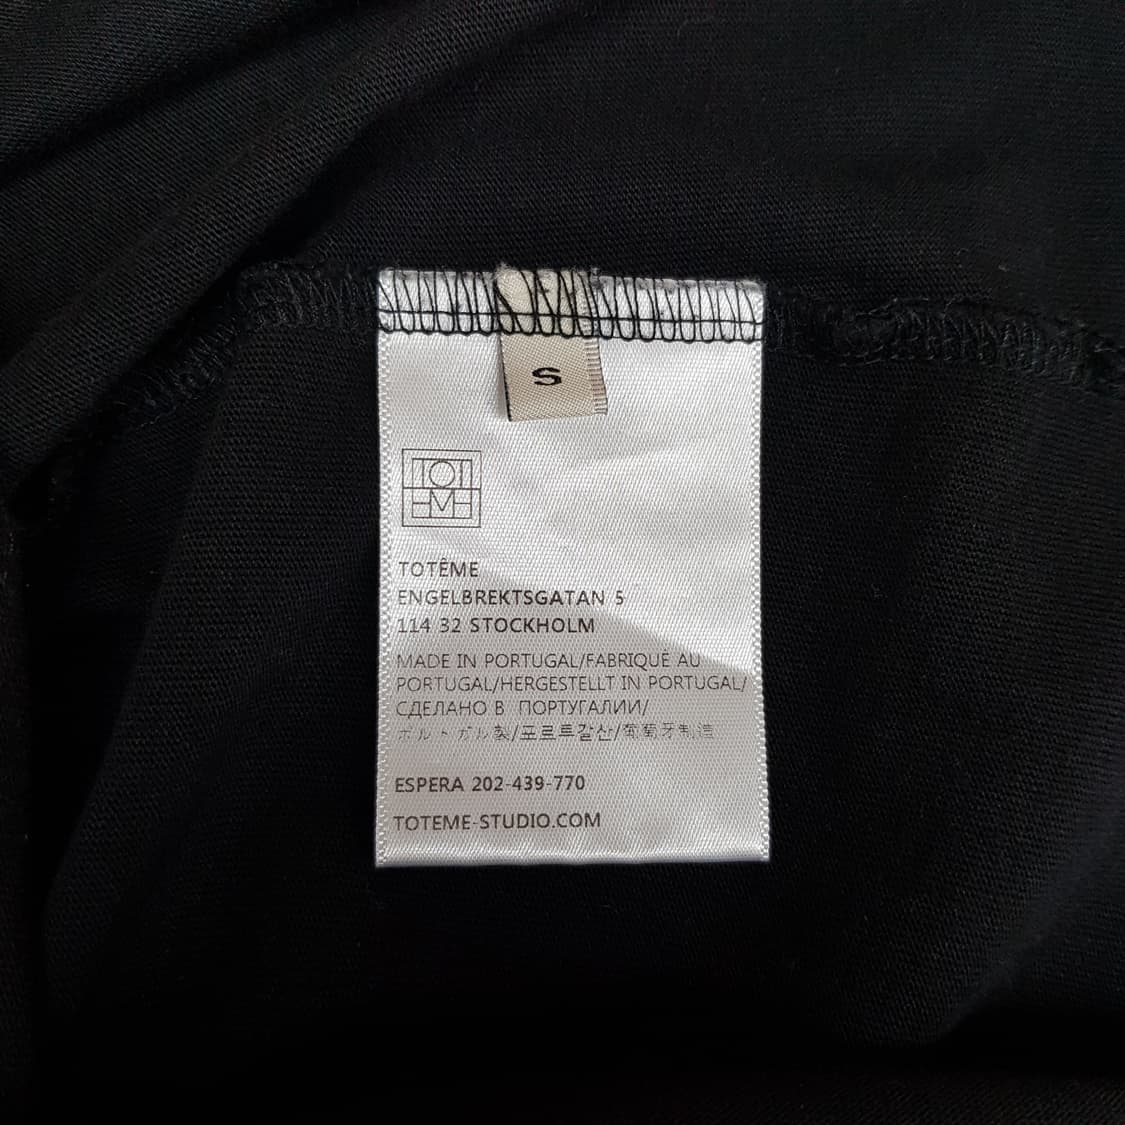 S
TOT
EME
TOTÊME
ENGELBREKTSGATAN 5
114 32 STOCKHOLM
MADE IN PORTUGAL/FABRIQUÉ AU
PORTUGAL/HERGESTELLT IN PORTUGAL/
СДЕЛАНО В ПОРТУГАЛИИ/
ポルトガル製/포르투갈산/葡萄牙制造
ESPERA 202-439-770
TOTEME-STUDIO.COM